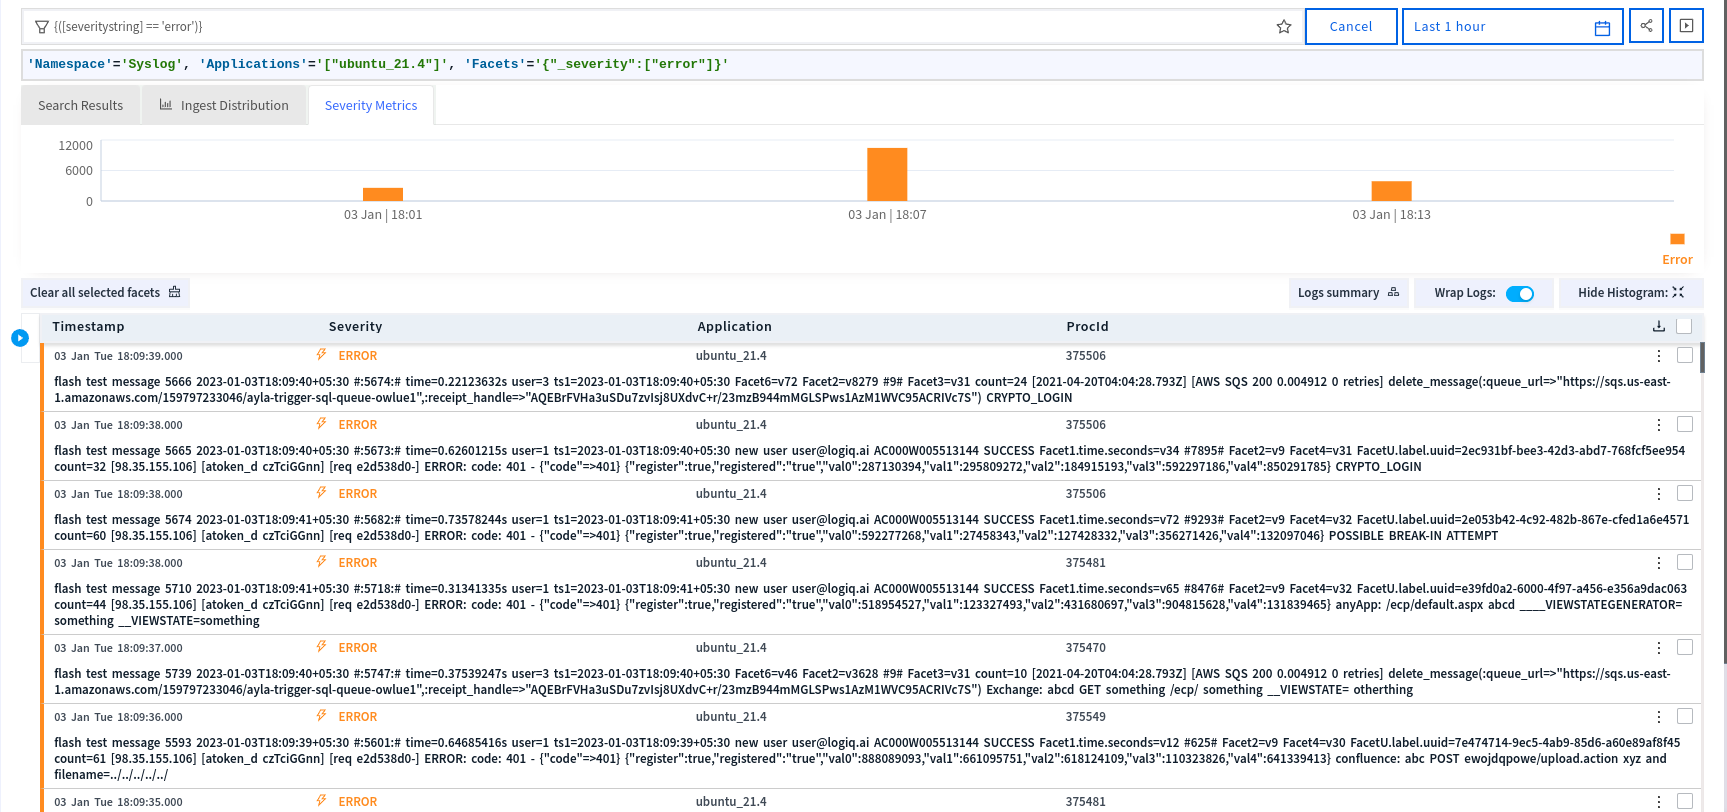 {([severitystring] == 'error')}
Cancel
Last 1 hour
'Namespace'='Syslog', 'Applications'='["ubuntu_21.4"]', 'Facets'='{"_severity":["error"]}'
Search Results
Ingest Distribution
Severity Metrics
12000
6000
0
03 Jan | 18:01
03 Jan | 18:07
03 Jan | 18:13
Error
Clear all selected facets
Logs summary
Wrap Logs:
Hide Histogram:
Timestamp Severity Application ProcId
03 Jan Tue 18:09:39.000 ERROR ubuntu_21.4 375506
flash test message 5666 2023-01-03T18:09:40+05:30 #:5674:# time=0.22123632s user=3 ts1=2023-01-03T18:09:40+05:30 Facet6=v72 Facet2=v8279 #9# Facet3=v31 count=24 [2021-04-20T04:04:28.793Z] [AWS SQS 200 0.004912 0 retries] delete_message(:queue_url=>"https://sqs.us-east-
1.amazonaws.com/159797233046/ayla-trigger-sql-queue-owlue1",:receipt_handle=>"AQEBrFVHa3uSDu7zvIsj8UXdvC+r/23mzB944mMGLSPws1AzM1WVC95ACRIVc7S") CRYPTO_LOGIN
03 Jan Tue 18:09:38.000 ERROR ubuntu_21.4 375506
flash test message 5665 2023-01-03T18:09:40+05:30 #:5673:# time=0.62601215s user=1 ts1=2023-01-03T18:09:40+05:30 new user user@logiq.ai AC000W005513144 SUCCESS Facet1.time.seconds=v34 #7895# Facet2=v9 Facet4=v31 FacetU.label.uuid=2ec931bf-bee3-42d3-abd7-768fcf5ee954
count=32 [98.35.155.106] [atoken_d czTciGGnn] [req e2d538d0-] ERROR: code: 401 - {"code"=>401} {"register":true,"registered":"true","val0":287130394,"val1":295809272,"val2":184915193,"val3":592297186,"val4":850291785} CRYPTO_LOGIN
03 Jan Tue 18:09:38.000 ERROR ubuntu_21.4 375506
flash test message 5674 2023-01-03T18:09:41+05:30 #:5682:# time=0.73578244s user=1 ts1=2023-01-03T18:09:41+05:30 new user user@logiq.ai AC000W005513144 SUCCESS Facet1.time.seconds=v72 #9293# Facet2=v9 Facet4=v32 FacetU.label.uuid=2e053b42-4c92-482b-867e-cfed1a6e4571
count=60 [98.35.155.106] [atoken_d czTciGGnn] [req e2d538d0-] ERROR: code: 401 - {"code"=>401} {"register":true,"registered":"true","val0":592277268,"val1":27458343,"val2":127428332,"val3":356271426,"val4":132097046} POSSIBLE BREAK-IN ATTEMPT
03 Jan Tue 18:09:38.000 ERROR ubuntu_21.4 375481
flash test message 5710 2023-01-03T18:09:41+05:30 #:5718:# time=0.31341335s user=1 ts1=2023-01-03T18:09:41+05:30 new user user@logiq.ai AC000W005513144 SUCCESS Facet1.time.seconds=v65 #8476# Facet2=v9 Facet4=v32 FacetU.label.uuid=e39fd0a2-6000-4f97-a456-e356a9dac063
count=44 [98.35.155.106] [atoken_d czTciGGnn] [req e2d538d0-] ERROR: code: 401 - {"code"=>401} {"register":true,"registered":"true","val0":518954527,"val1":123327493,"val2":431680697,"val3":904815628,"val4":131839465} anyApp: /ecp/default.aspx abcd ____VIEWSTATEGENERATOR=
something __VIEWSTATE=something
03 Jan Tue 18:09:37.000 ERROR ubuntu_21.4 375470
flash test message 5739 2023-01-03T18:09:40+05:30 #:5747:# time=0.37539247s user=3 ts1=2023-01-03T18:09:40+05:30 Facet6=v46 Facet2=v3628 #9# Facet3=v31 count=10 [2021-04-20T04:04:28.793Z] [AWS SQS 200 0.004912 0 retries] delete_message(:queue_url=>"https://sqs.us-east-
1.amazonaws.com/159797233046/ayla-trigger-sql-queue-owlue1",:receipt_handle=>"AQEBrFVHa3uSDu7zvIsj8UXdvC+r/23mzB944mMGLSPws1AzM1WVC95ACRIVc7S") Exchange: abcd GET something /ecp/ something __VIEWSTATE= otherthing
03 Jan Tue 18:09:36.000 ERROR ubuntu_21.4 375549
flash test message 5593 2023-01-03T18:09:39+05:30 #:5601:# time=0.64685416s user=1 ts1=2023-01-03T18:09:39+05:30 new user user@logiq.ai AC000W005513144 SUCCESS Facet1.time.seconds=v12 #625# Facet2=v9 Facet4=v30 FacetU.label.uuid=7e474714-9ec5-4ab9-85d6-a60e89af8f45
count=61 [98.35.155.106] [atoken_d czTciGGnn] [req e2d538d0-] ERROR: code: 401 - {"code"=>401} {"register":true,"registered":"true","val0":888089093,"val1":661095751,"val2":618124109,"val3":110323826,"val4":641339413} confluence: abc POST ewojdqpowe/upload.action xyz and
filename=../../../../../
03 Jan Tue 18:09:35.000 ERROR ubuntu_21.4 375481